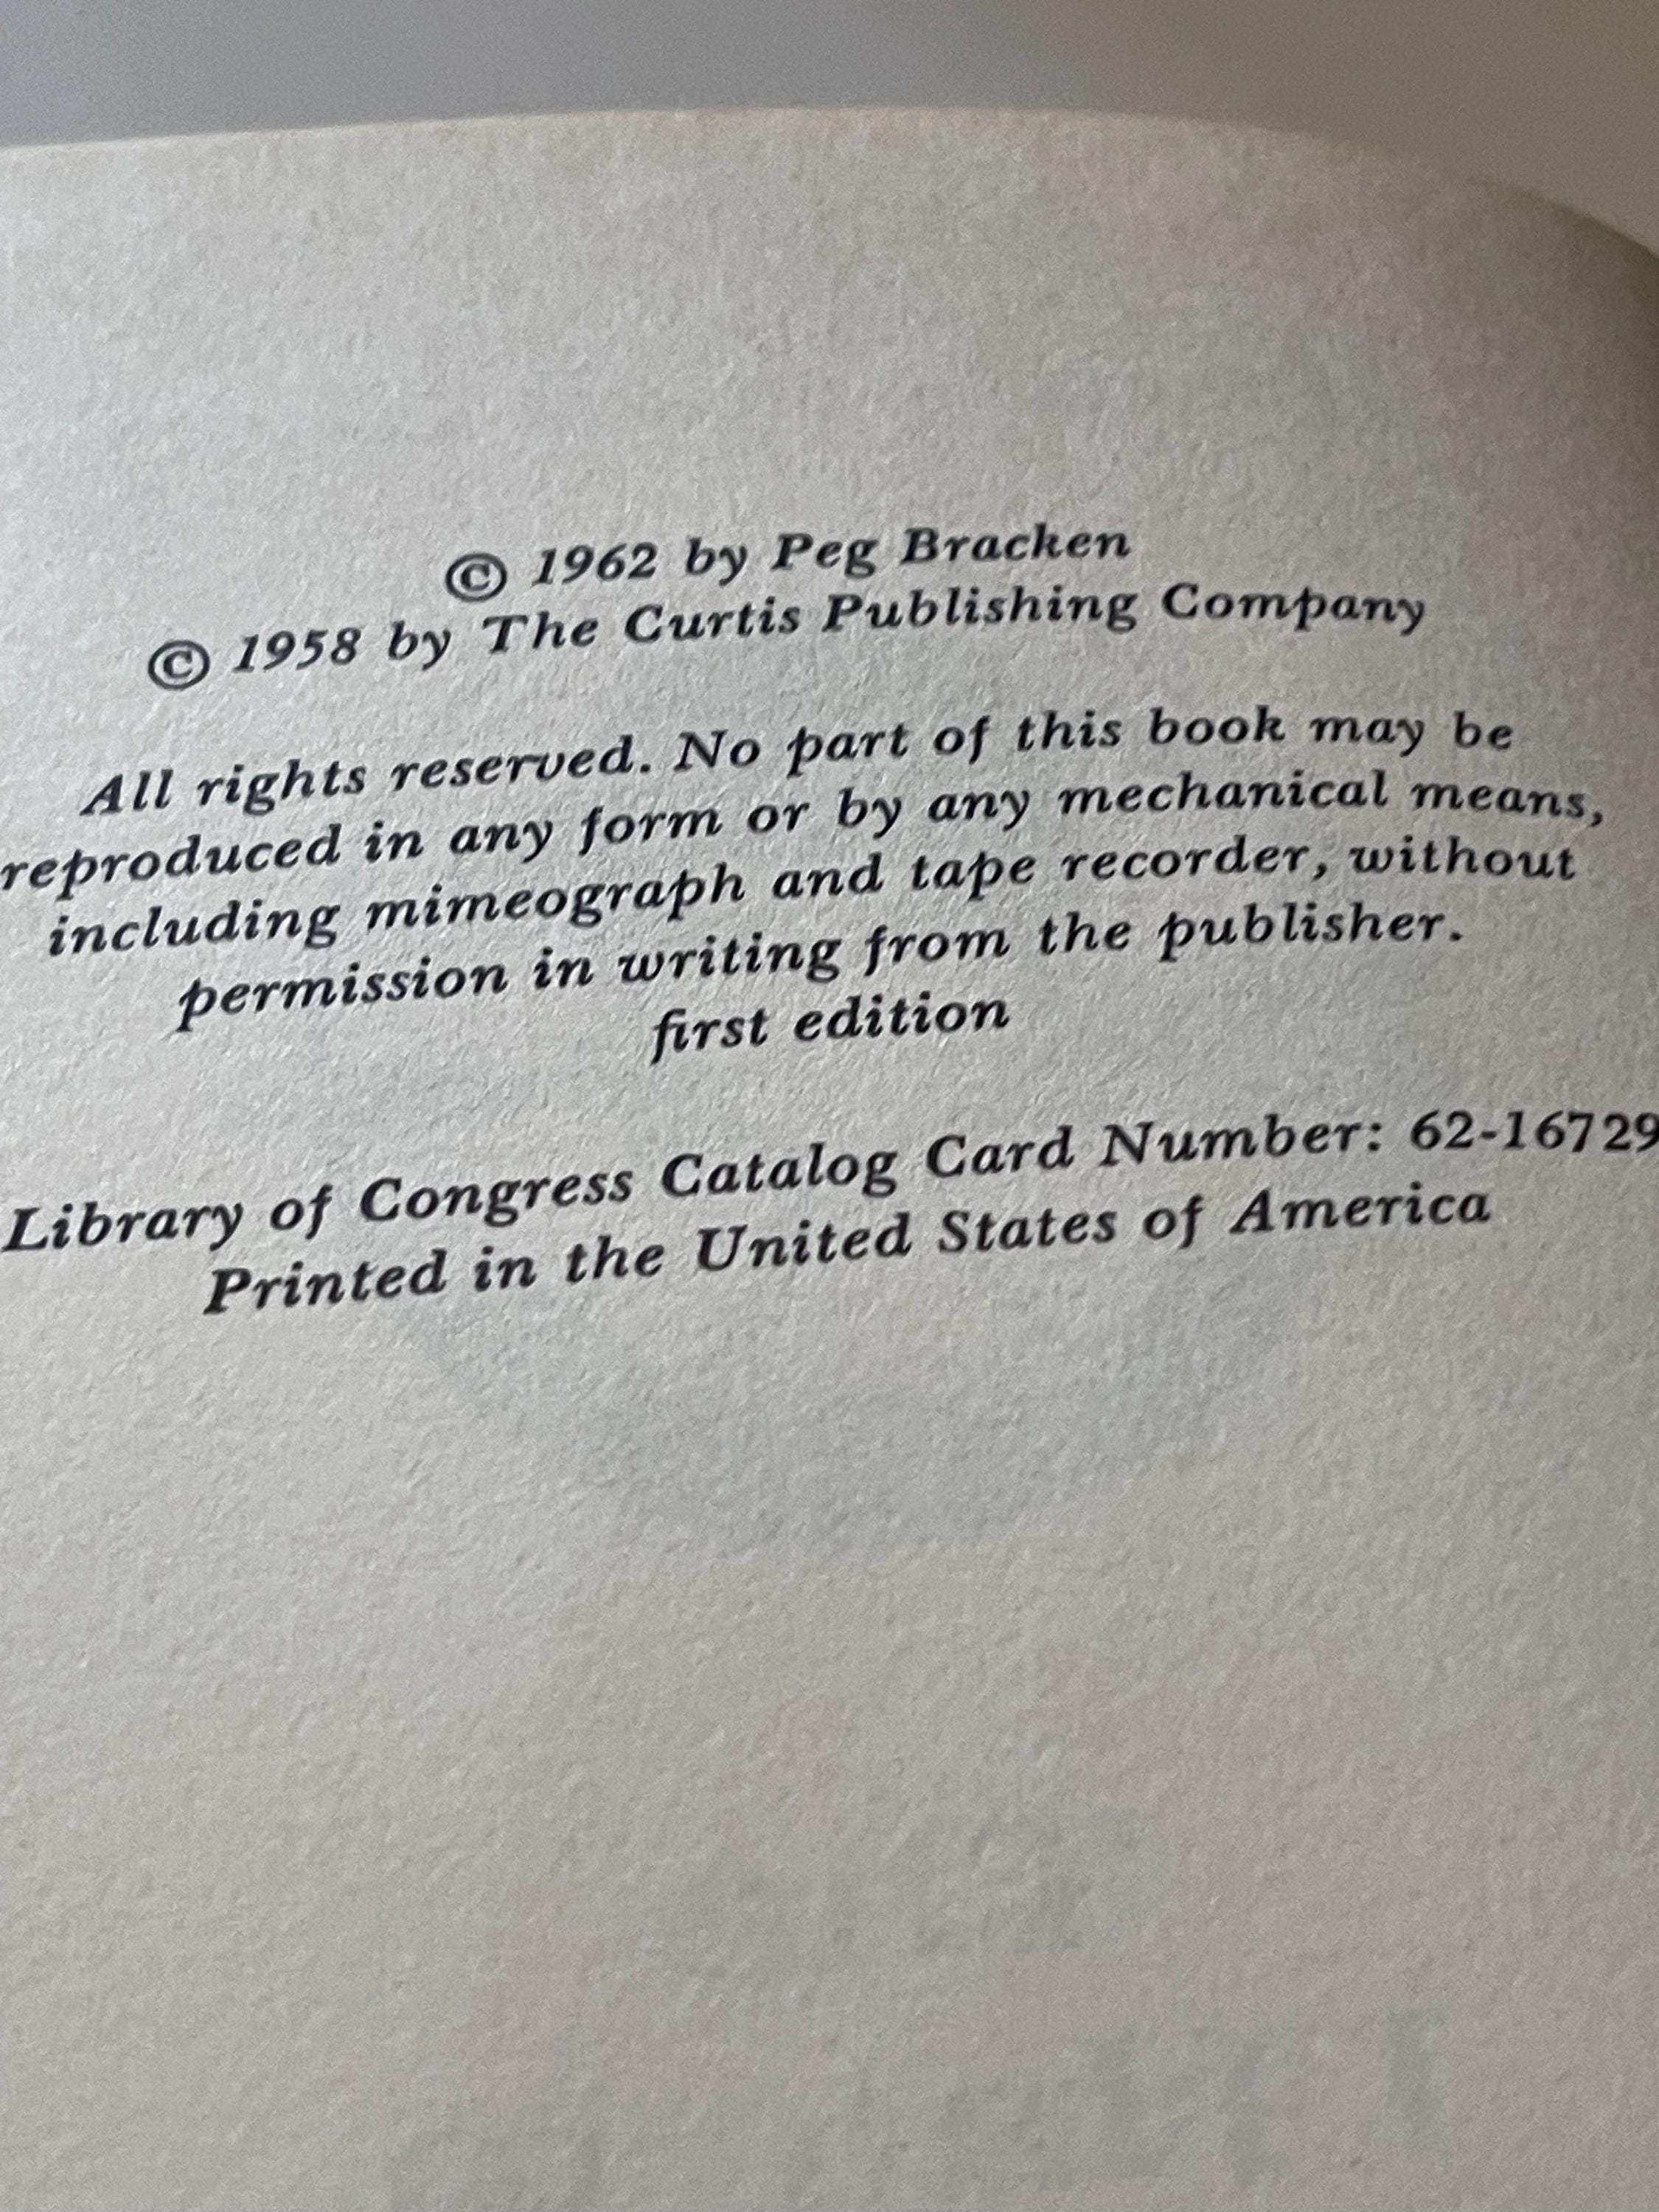 © 1962 by Peg Bracken
© 1958 by The Curtis Publishing Company
All rights reserved. No part of this book may be
reproduced in any form or by any mechanical means,
including mimeograph and tape recorder, without
permission in writing from the publisher.
first edition
Library of Congress Catalog Card Number: 62-16729
Printed in the United States of America